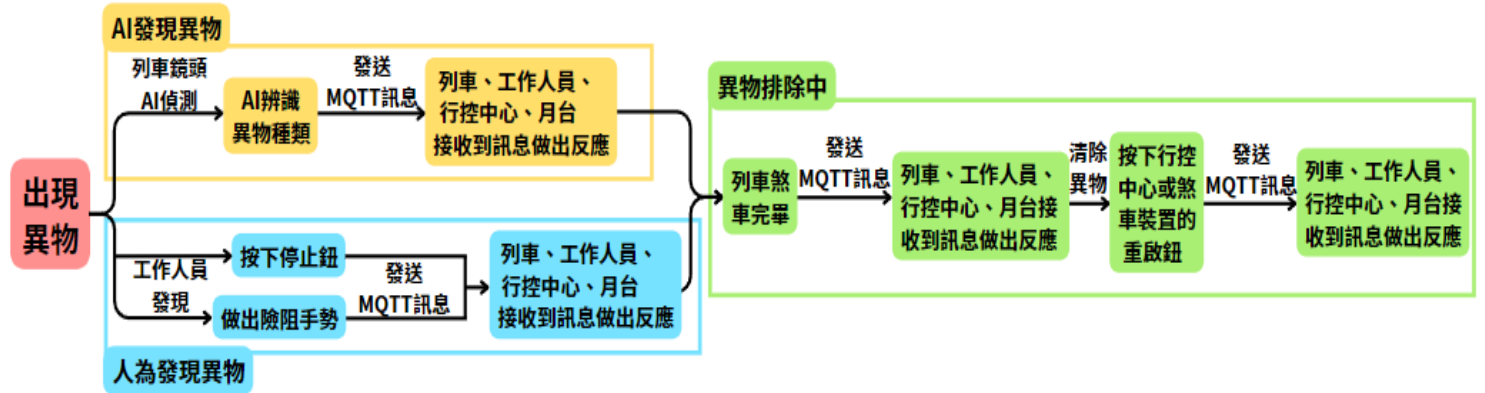 AI發現異物
列車鏡頭
AI偵測
AI辨識
異物種類
發送
MQTT訊息
列車、工作人員、
行控中心、月台
接收到訊息做出反應
出現
異物
工作人員
發現
按下停止鈕
做出險阻手勢
發送
MQTT訊息
列車、工作人員、
行控中心、月台
接收到訊息做出反應
人為發現異物
異物排除中
列車煞
車完畢
發送
MQTT訊息
列車、工作人員、
行控中心、月台接
收到訊息做出反應
清除
異物
按下行控
中心或煞
車裝置的
重啟鈕
發送
MQTT訊息
列車、工作人員、
行控中心、月台接
收到訊息做出反應